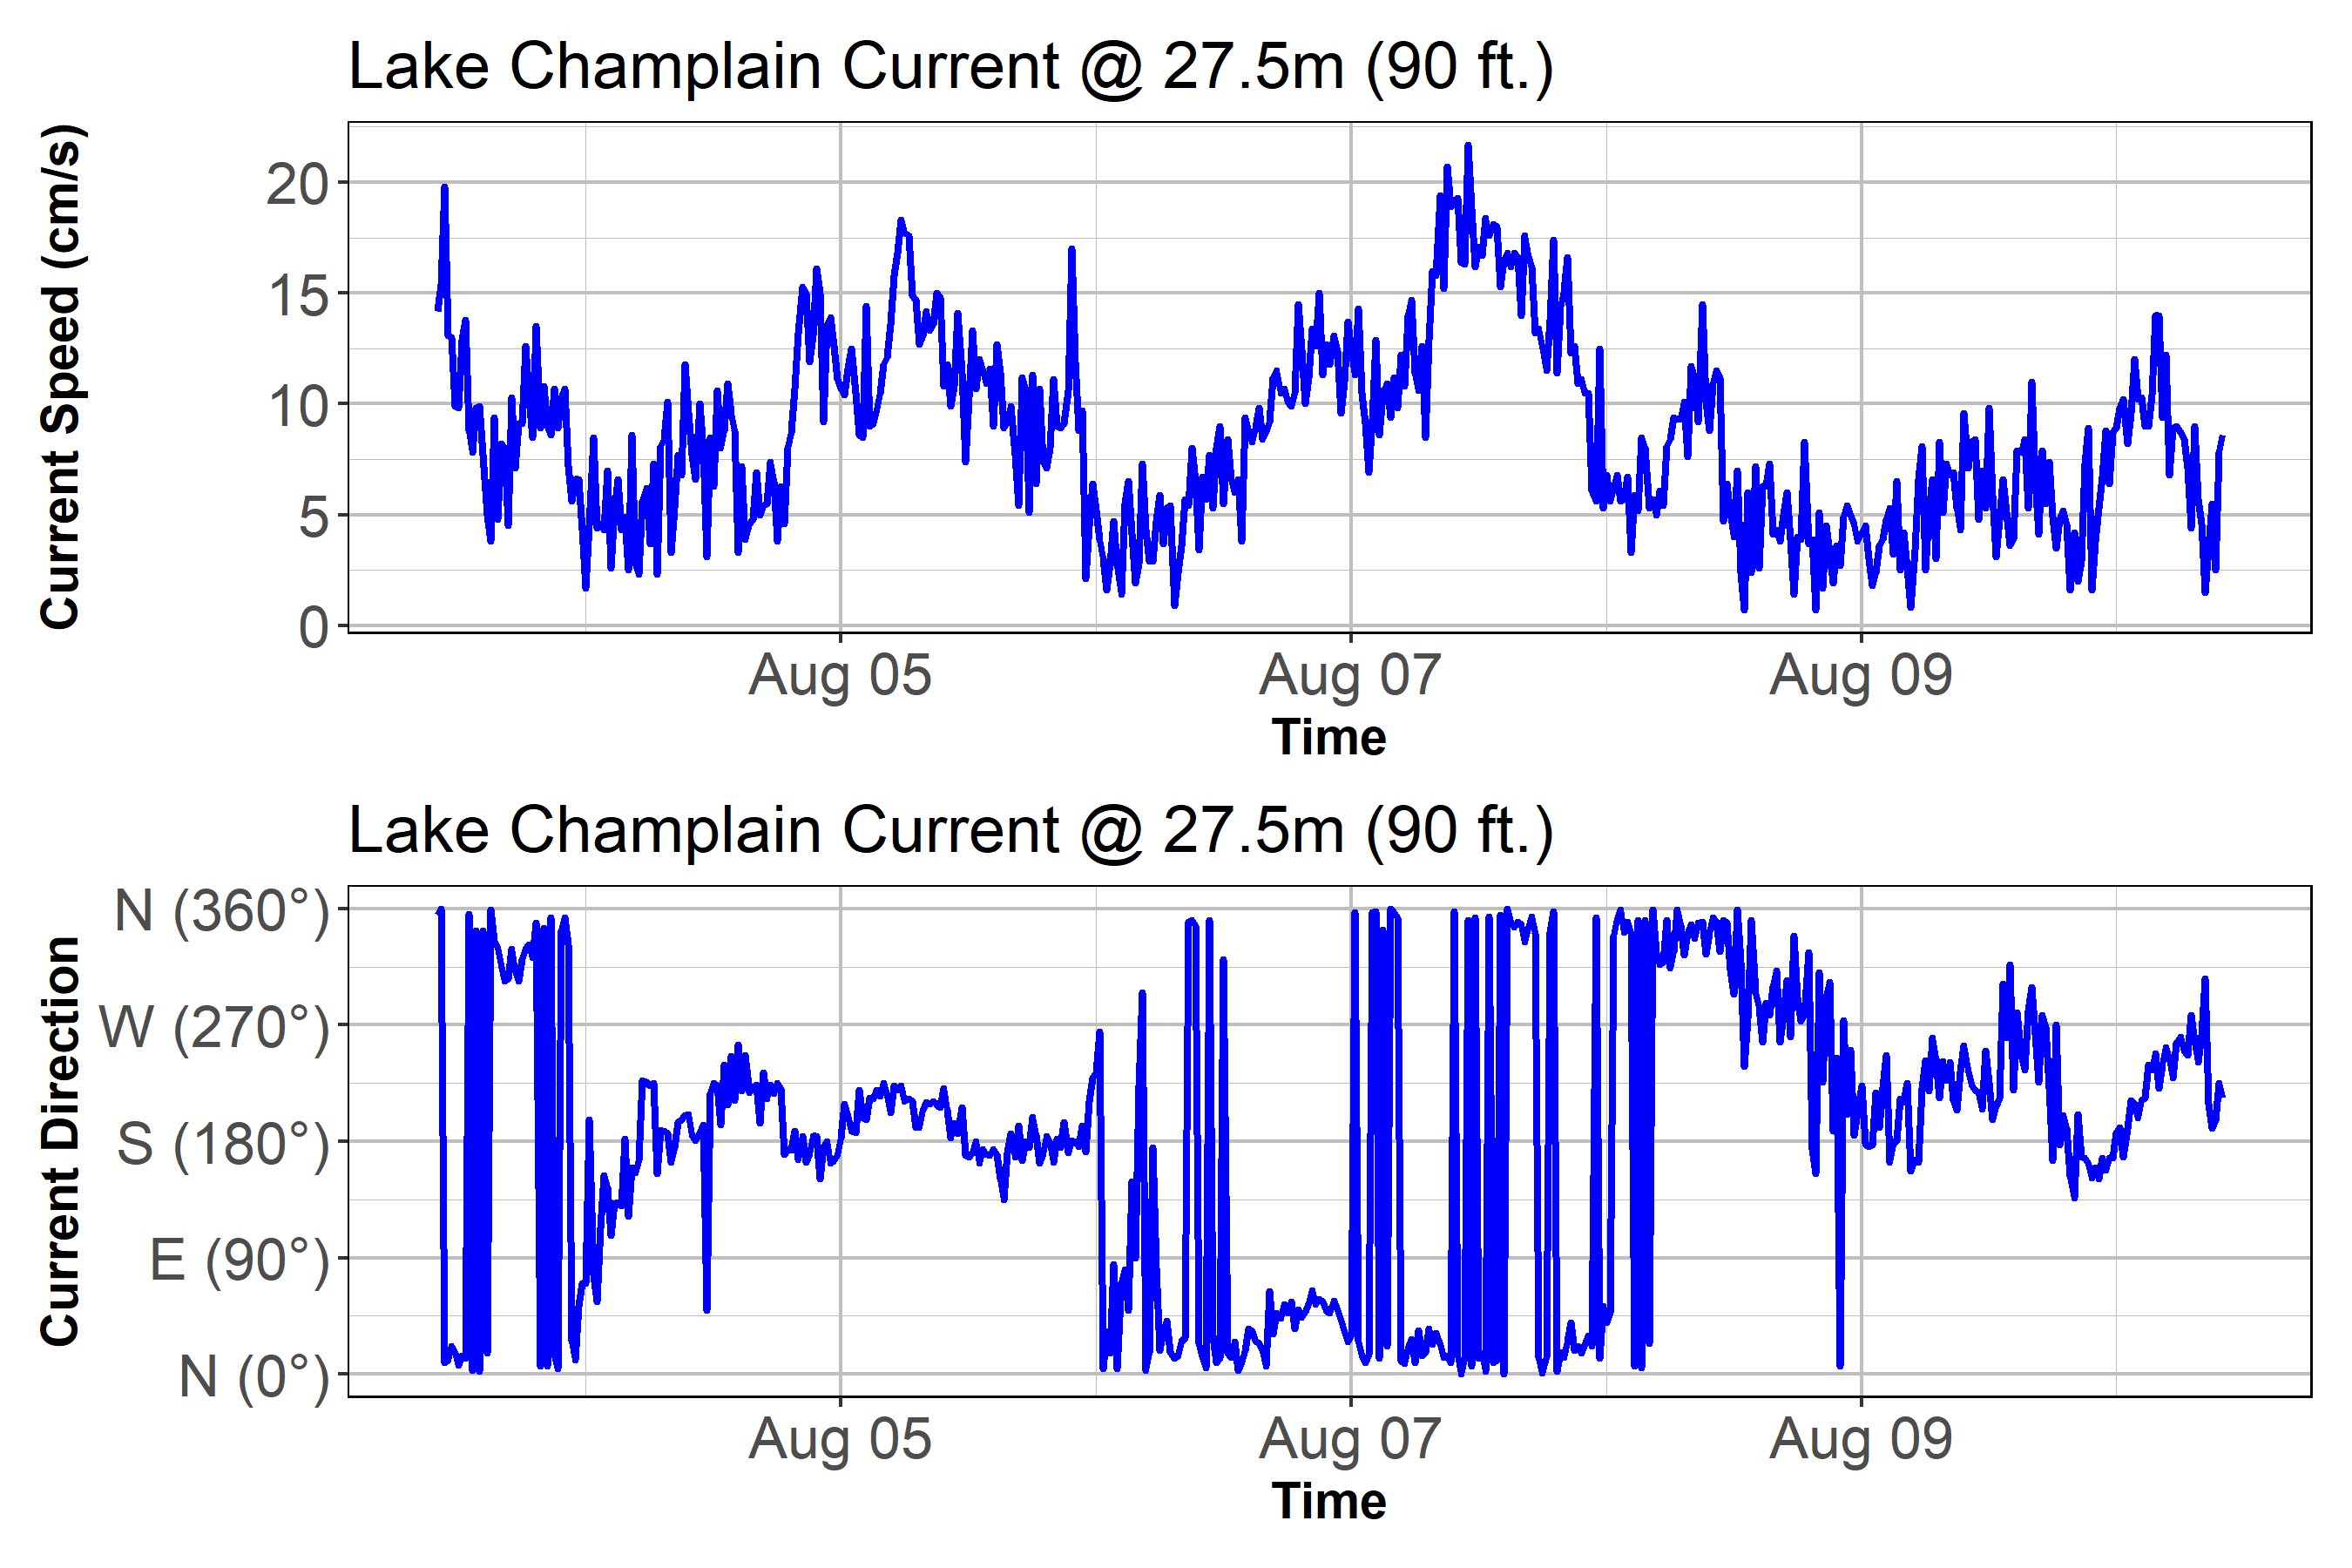 Lake Champlain Current @ 27.5m (90 ft.)
Current Speed (cm/s)
20
15
10
5
0
Aug 05 Aug 07 Aug 09
Time
Lake Champlain Current @ 27.5m (90 ft.)
Current Direction
N (360°)
W (270°)
S (180°)
E (90°)
N (0°)
Aug 05 Aug 07 Aug 09
Time